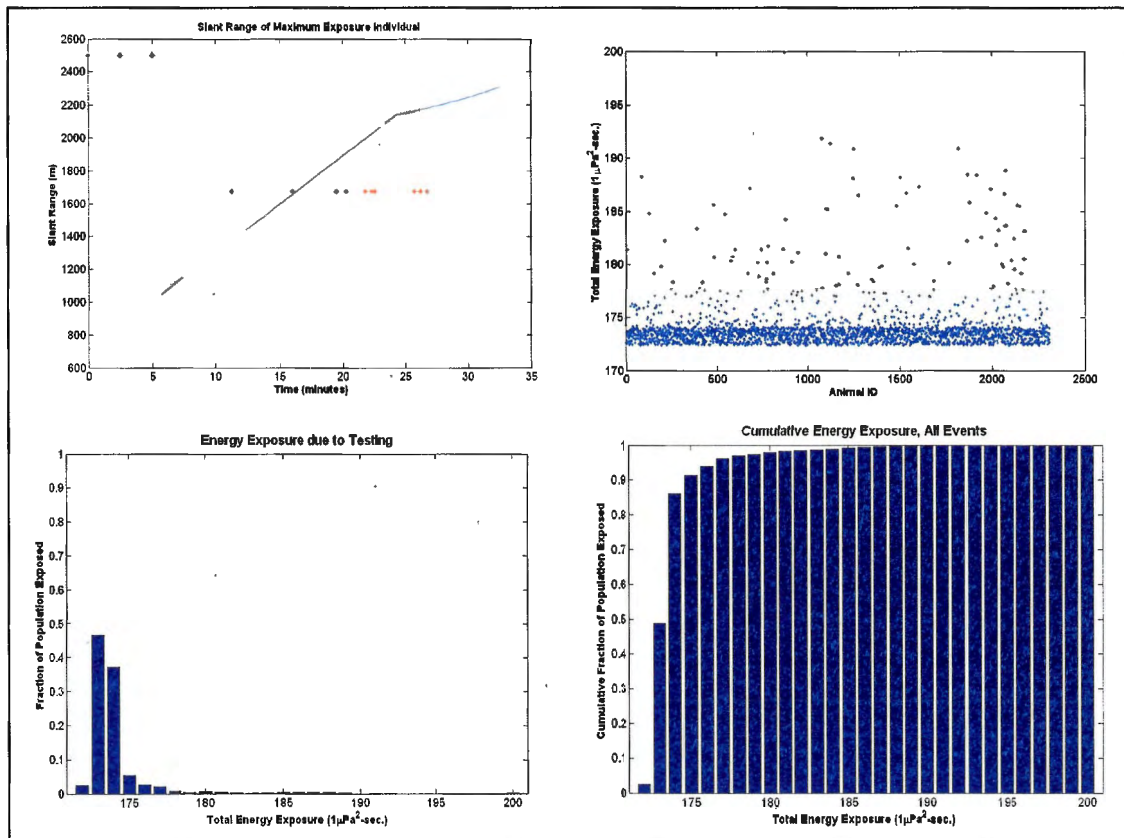 Slant Range of Maximum Exposure Individual
2600
2400
2200
2000
1800
1600
1400
1200
1000
800
600
Slant Range (m)
0 5 10 15 20 25 30 35
Time (minutes)
200
195
190
185
180
175
170
Total Energy Exposure (1µPa²-sec.)
0 500 1000 1500 2000 2500
Animal ID
Energy Exposure due to Testing
1
0.9
0.8
0.7
0.6
0.5
0.4
0.3
0.2
0.1
0
Fraction of Population Exposed
175 180 185 190 195 200
Total Energy Exposure (1µPa²-sec.)
Cumulative Energy Exposure, All Events
1
0.9
0.8
0.7
0.6
0.5
0.4
0.3
0.2
0.1
0
Cumulative Fraction of Population Exposed
175 180 185 190 195 200
Total Energy Exposure (1µPa²-sec.)